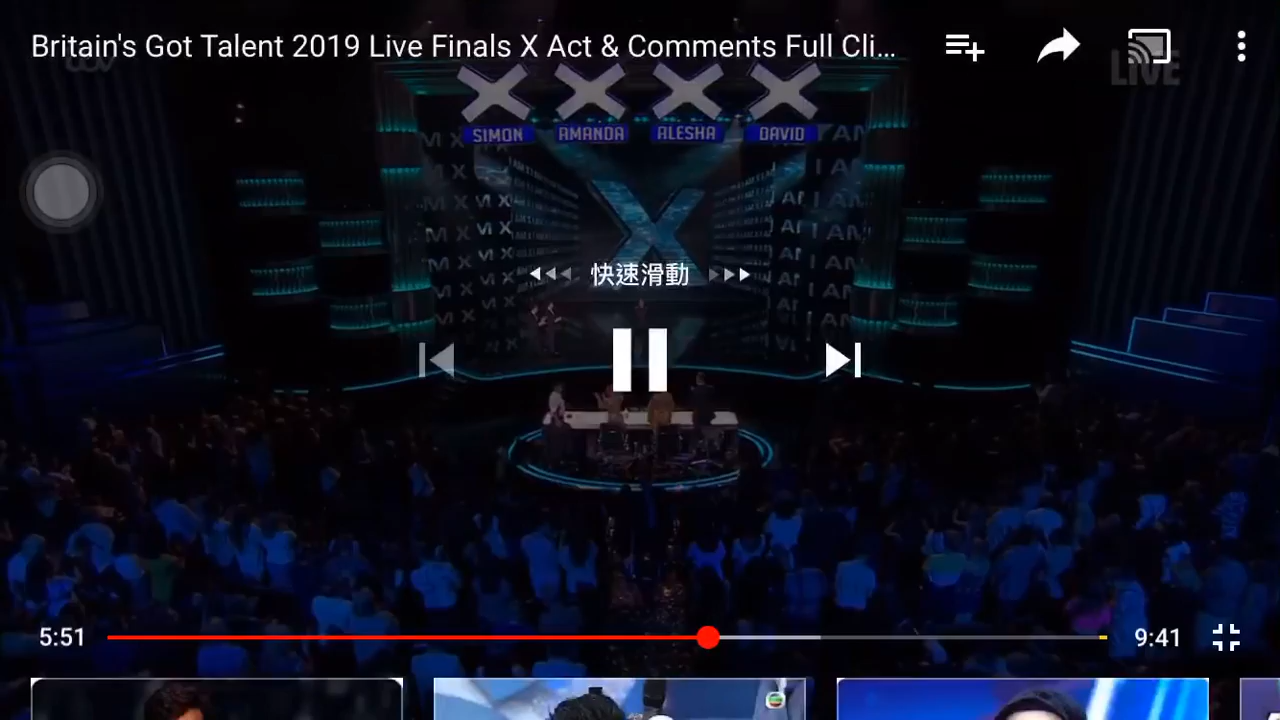 Britain's Got Talent 2019 Live Finals X Act & Comments Full Cli...
itv
LIVE
SIMON AMANDA ALESHA DAVID
快速滑動
5:51
9:41